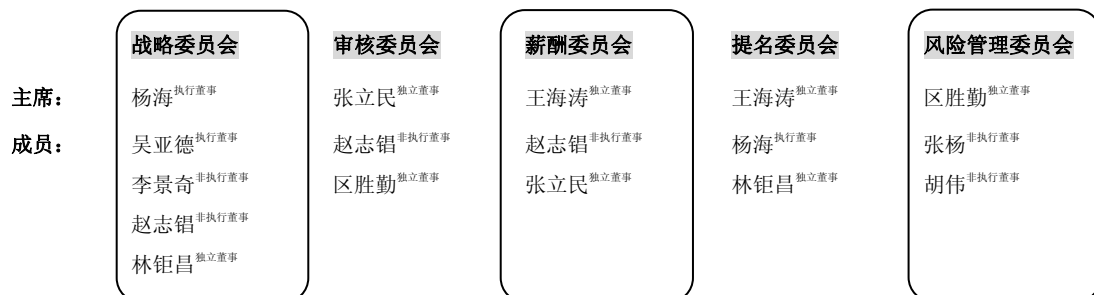 战略委员会 审核委员会 薪酬委员会 提名委员会 风险管理委员会
主席： 杨海执行董事 张立民独立董事 王海涛独立董事 王海涛独立董事 区胜勤独立董事
成员： 吴亚德执行董事 赵志锠非执行董事 赵志锠非执行董事 杨海执行董事 张杨非执行董事
李景奇非执行董事 区胜勤独立董事 张立民独立董事 林钜昌独立董事 胡伟非执行董事
赵志锠非执行董事
林钜昌独立董事